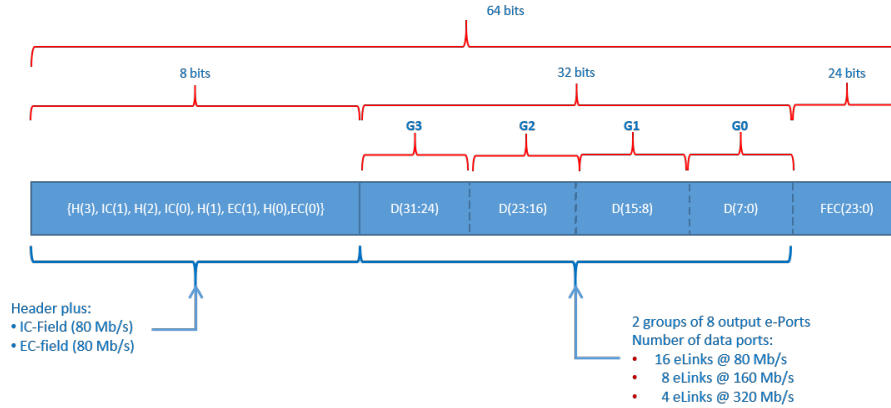 64 bits
8 bits
32 bits
24 bits
G3
G2
G1
G0
{H(3), IC(1), H(2), IC(0), H(1), EC(1), H(0),EC(0)}
D(31:24)
D(23:16)
D(15:8)
D(7:0)
FEC(23:0)
Header plus:
• IC-Field (80 Mb/s)
• EC-field (80 Mb/s)
2 groups of 8 output e-Ports
Number of data ports:
• 16 eLinks @ 80 Mb/s
• 8 eLinks @ 160 Mb/s
• 4 eLinks @ 320 Mb/s